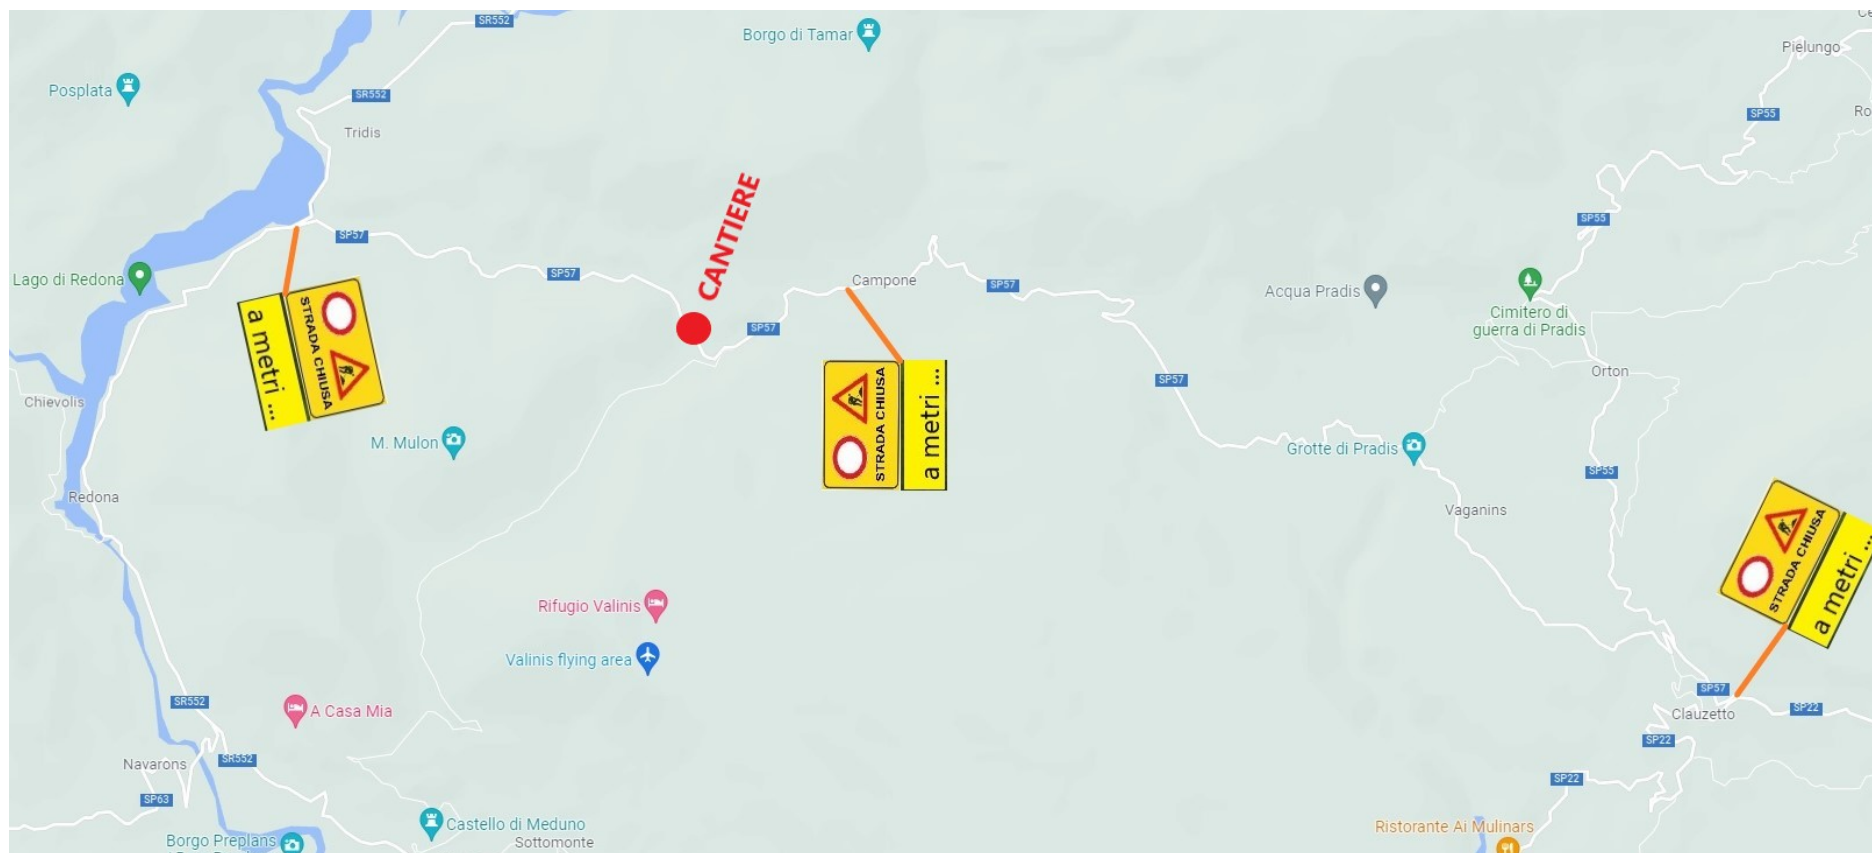 SR552
Borgo di Tamar
Ce
Pielungo
Posplata
SR552
SP55
Ro
Tridis
CANTIERE
SP55
SP57
Lago di Redona
SP57
Campone
SP57
Acqua Pradis
Cimitero di
guerra di Pradis
STRADA CHIUSA
a metri ...
SP57
Orton
SP57
Chievolis
STRADA CHIUSA
a metri ...
M. Mulon
Grotte di Pradis
SP55
Redona
Vaganins
STRADA CHIUSA
a metri ...
Rifugio Valinis
Valinis flying area
SP57
SR552
A Casa Mia
Clauzetto
SP22
SP22
Navarons
SR552
SP22
SP63
Castello di Meduno
Ristorante Ai Mulinars
Borgo Preplans
Sottomonte